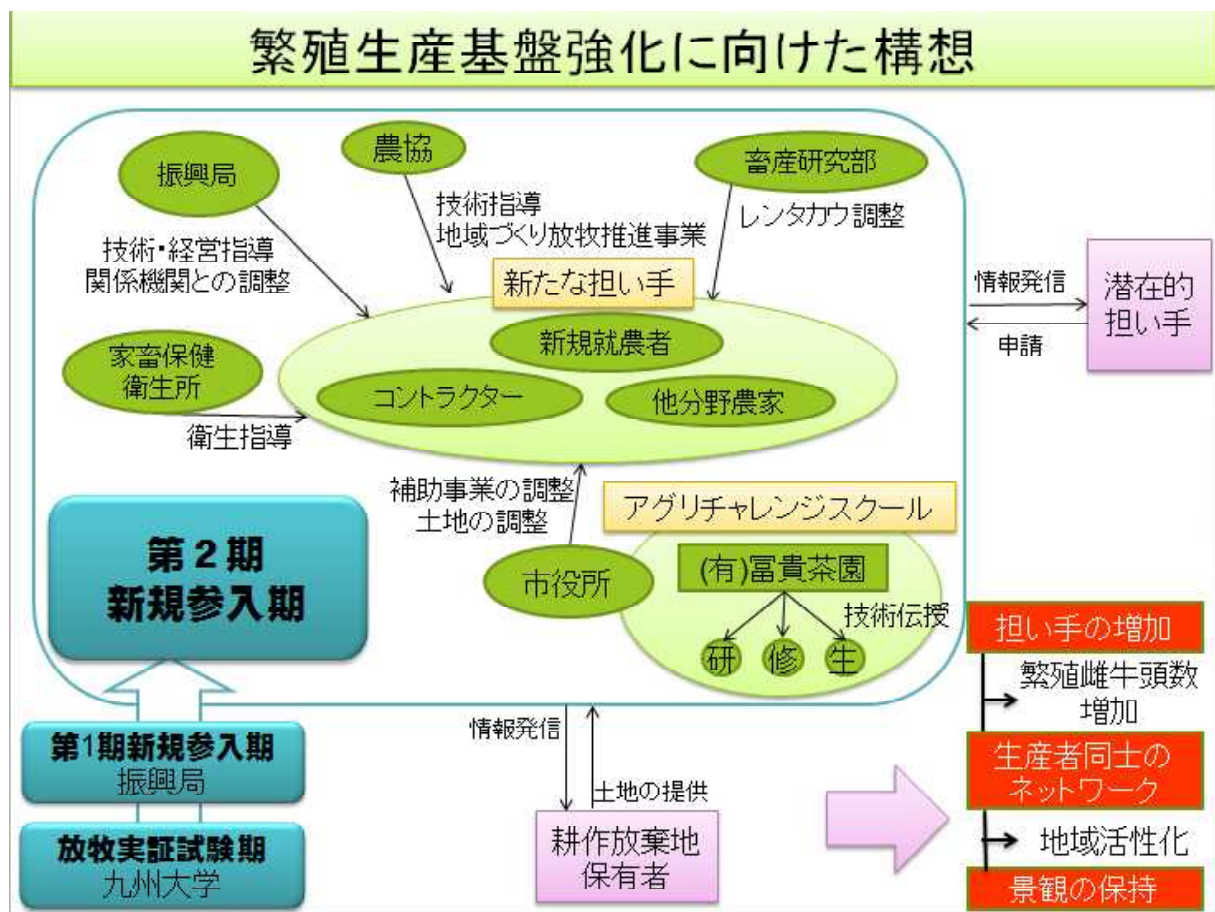 繁殖生産基盤強化に向けた構想
振興局
農協
畜産研究部
技術・経営指導
関係機関との調整
技術指導
地域づくり放牧推進事業
レンタカウ調整
新たな担い手
新規就農者
コントラクター
他分野農家
家畜保健
衛生所
衛生指導
情報発信
申請
潜在的
担い手
補助事業の調整
土地の調整
市役所
アグリチャレンジスクール
(有)冨貴茶園
技術伝授
研 修 生
第2期
新規参入期
第1期新規参入期
振興局
放牧実証試験期
九州大学
情報発信
土地の提供
耕作放棄地
保有者
担い手の増加
繁殖雌牛頭数
増加
生産者同士の
ネットワーク
地域活性化
景観の保持